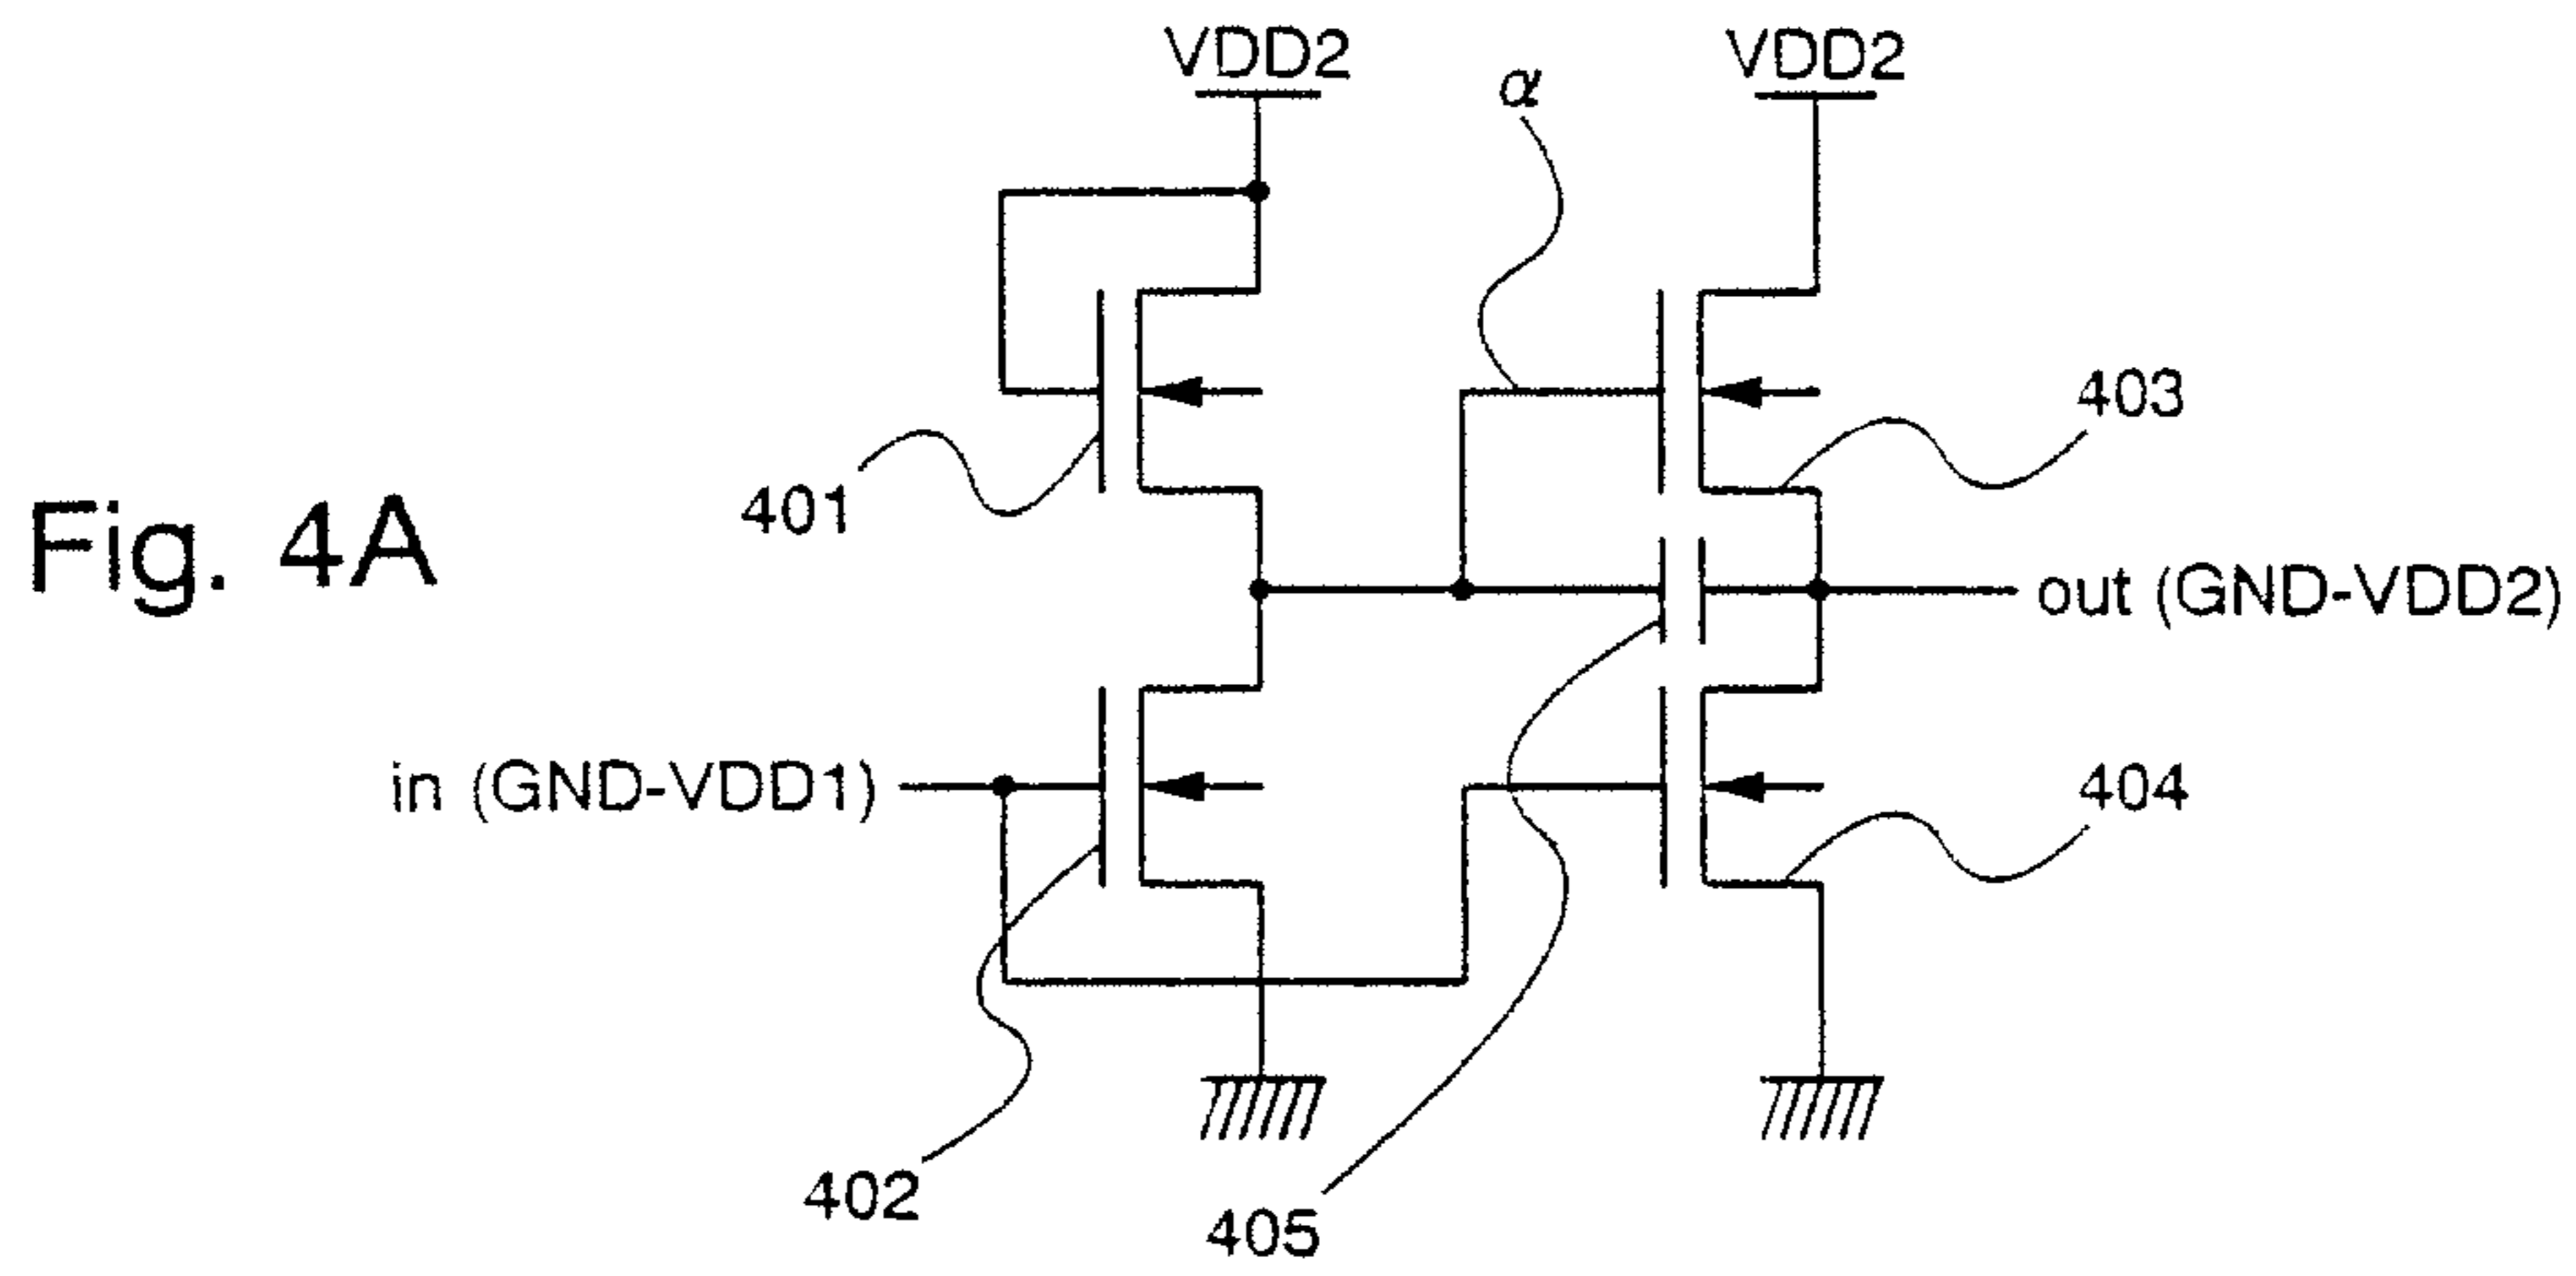 VDD2
VDD2
α
403
401
Fig. 4A
out (GND-VDD2)
in (GND-VDD1)
404
402
405